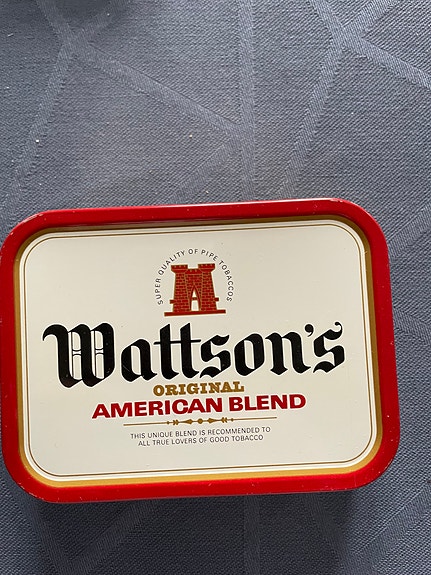 SUPER QUALITY OF PIPE TOBACCOS
Wattson's
ORIGINAL
AMERICAN BLEND
THIS UNIQUE BLEND IS RECOMMENDED TO
ALL TRUE LOVERS OF GOOD TOBACCO